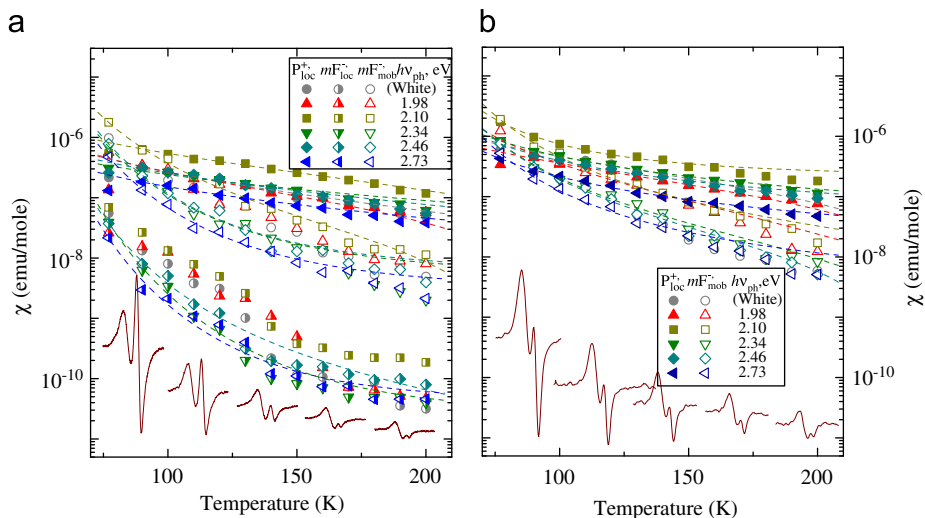 a
b
P+·loc mF-·loc mF-·mob hνph, eV
(White)
1.98
2.10
2.34
2.46
2.73
10-6
10-8
10-10
χ (emu/mole)
100
150
200
Temperature (K)
P+·loc mF-·mob hνph,eV
(White)
1.98
2.10
2.34
2.46
2.73
10-6
10-8
10-10
χ (emu/mole)
100
150
200
Temperature (K)